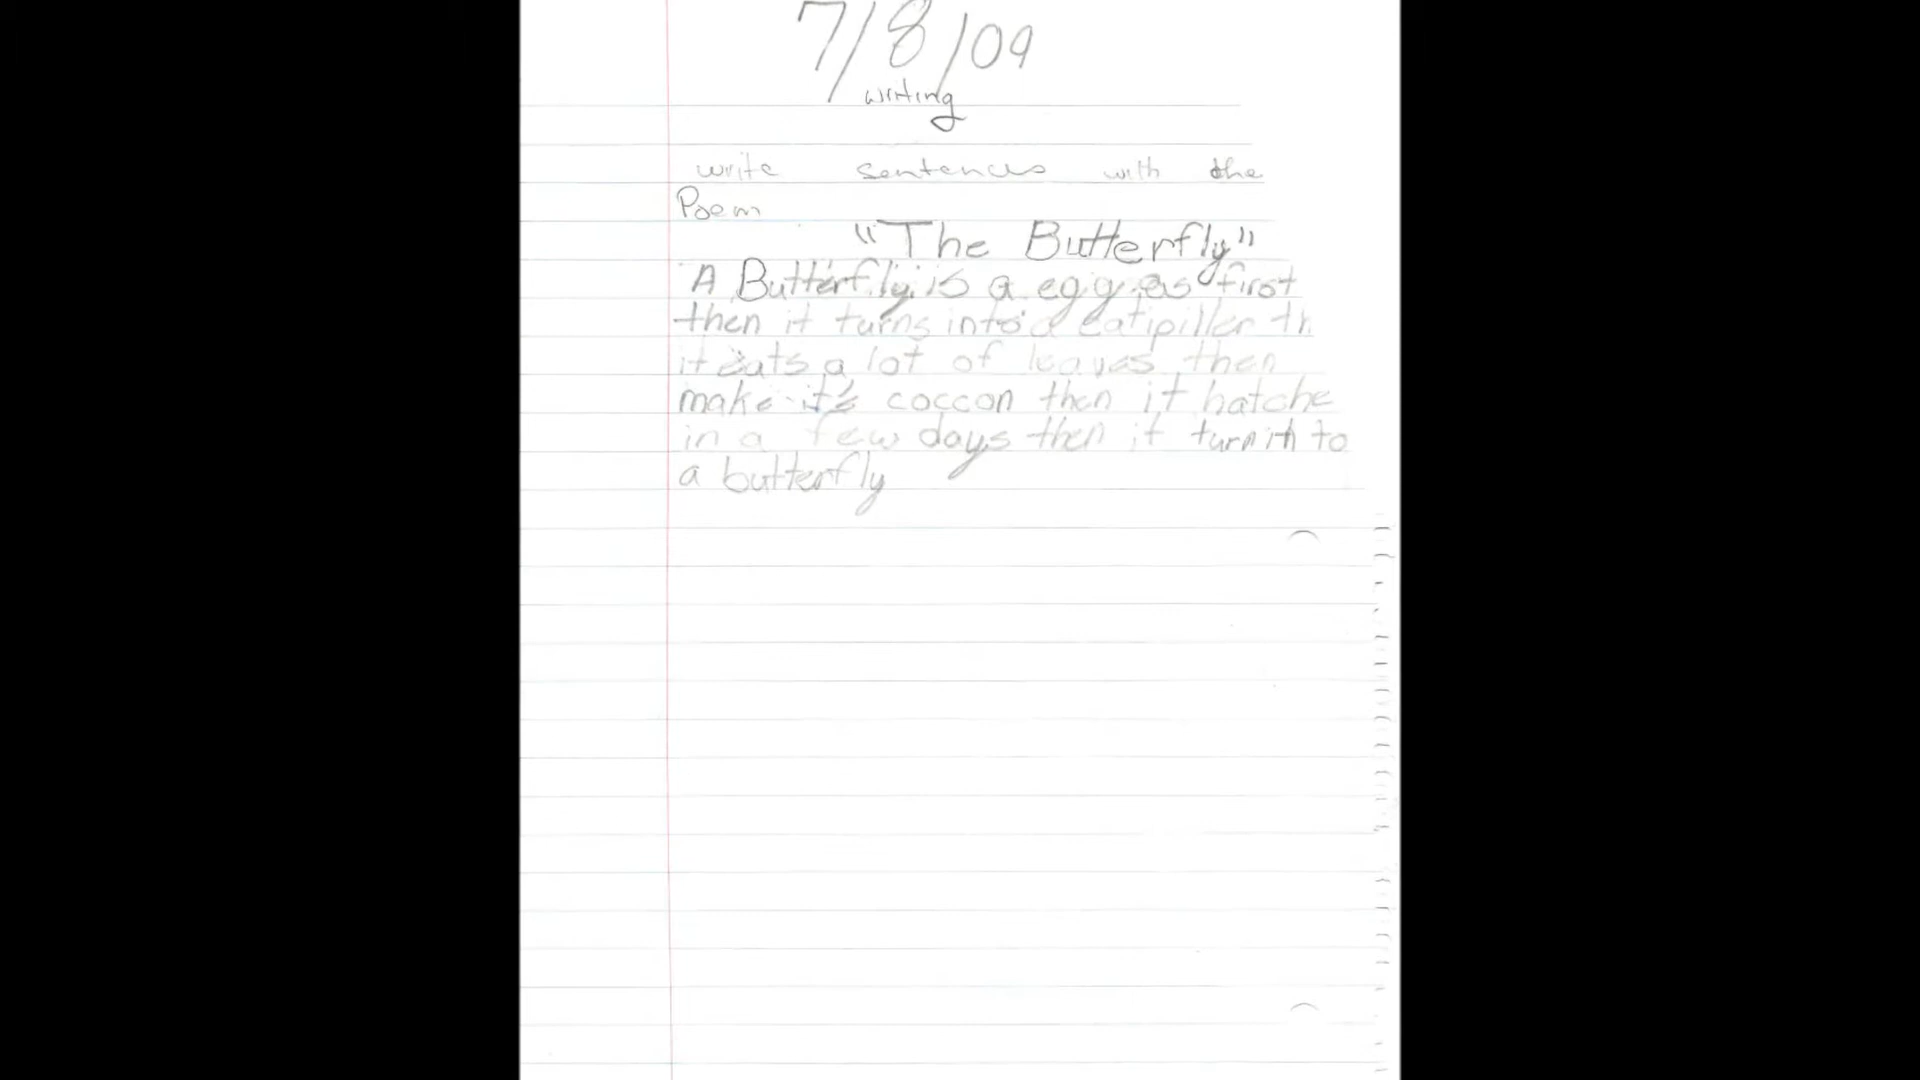 7/8/09
writing
write sentences with the
Poem
"The Butterfly"
A Butterfly is a egg as first
then it turns into a catipiller th
it eats a lot of leaves then
make it's coccon then it hatche
in a few days then it turn in to
a butterfly